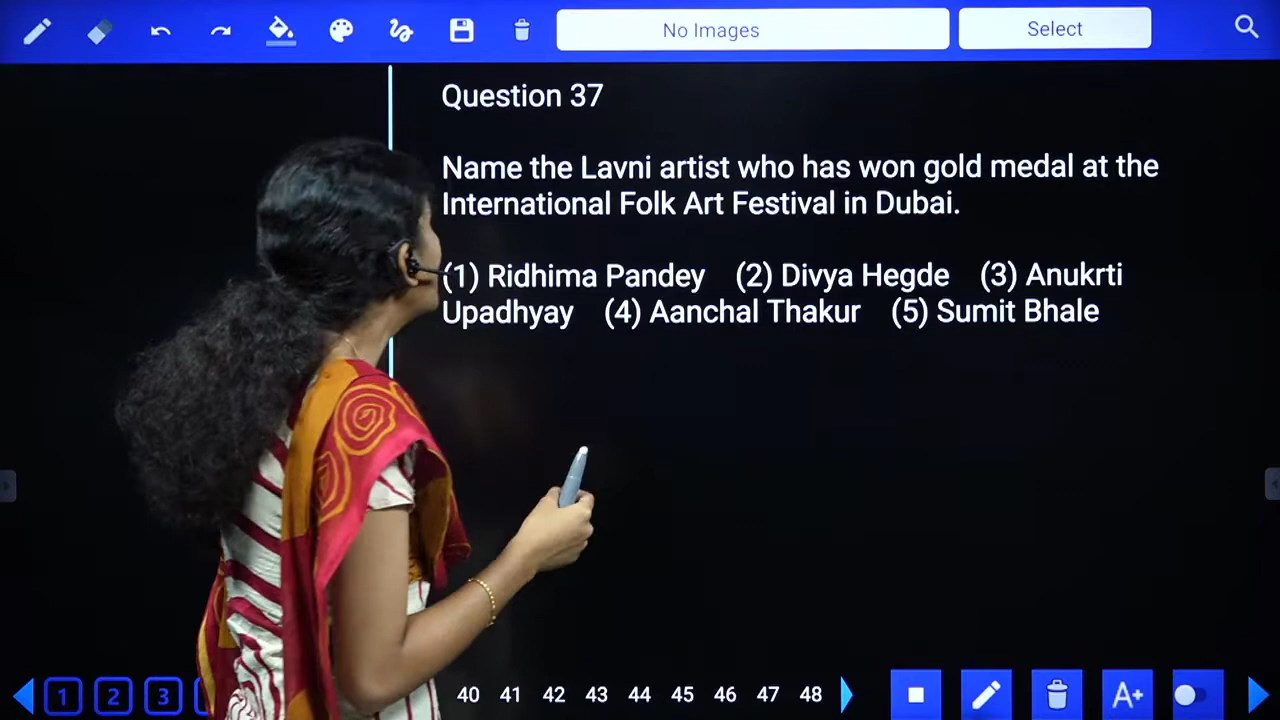 No Images
Select
Question 37
Name the Lavni artist who has won gold medal at the
International Folk Art Festival in Dubai.
(1) Ridhima Pandey (2) Divya Hegde (3) Anukrti
Upadhyay (4) Aanchal Thakur (5) Sumit Bhale
1 2 3 40 41 42 43 44 45 46 47 48 A+